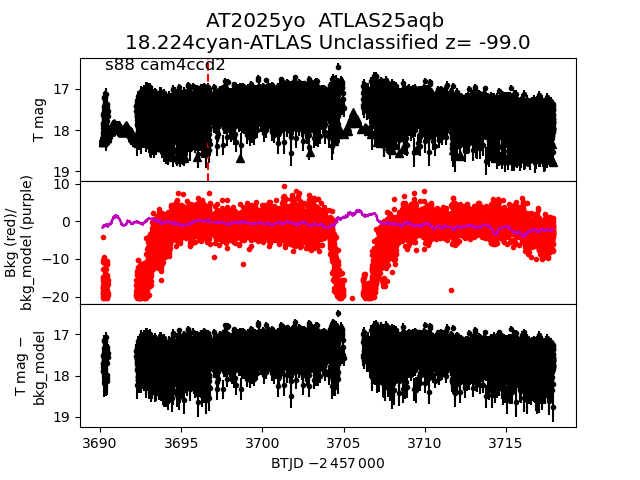 AT2025yo  ATLAS25aqb
18.224cyan-ATLAS Unclassified z= -99.0
s88 cam4ccd2
17
18
19
T mag
10
0
−10
−20
Bkg (red)/
bkg_model (purple)
17
18
19
T mag −
bkg_model
3690 3695 3700 3705 3710 3715
BTJD −2 457 000